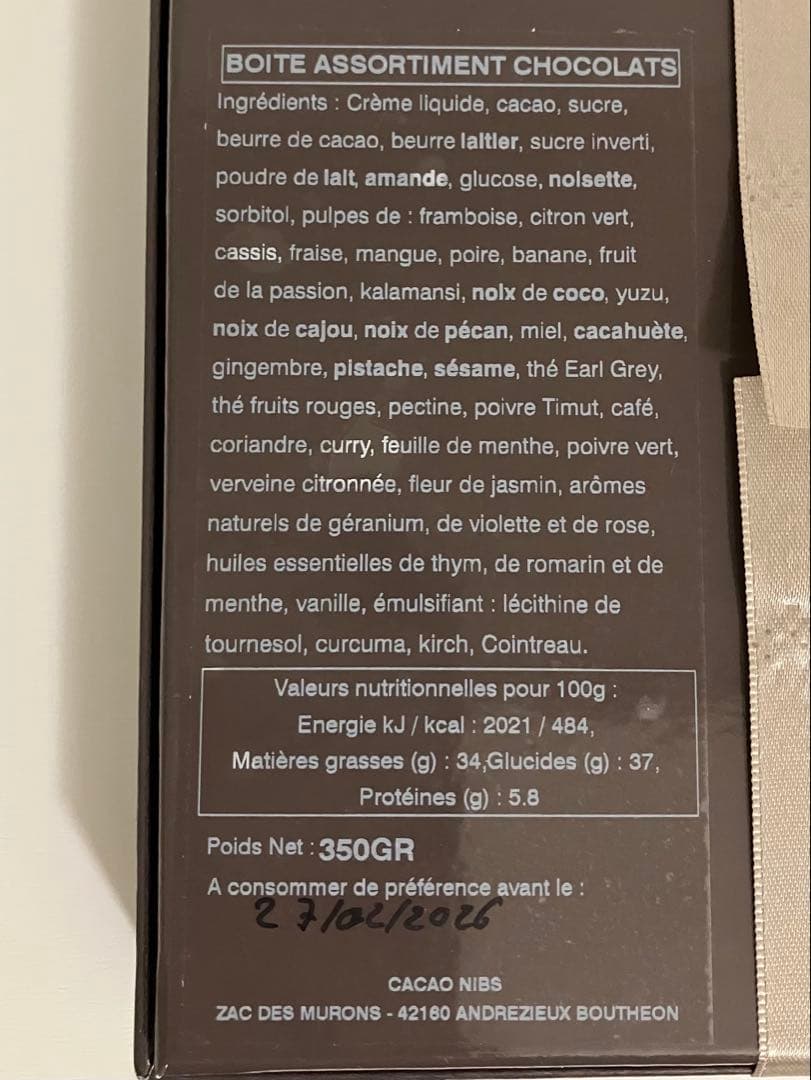 BOITE ASSORTIMENT CHOCOLATS
Ingrédients : Crème liquide, cacao, sucre,
beurre de cacao, beurre laitier, sucre inverti,
poudre de lait, amande, glucose, noisette,
sorbitol, pulpes de : framboise, citron vert,
cassis, fraise, mangue, poire, banane, fruit
de la passion, kalamansi, noix de coco, yuzu,
noix de cajou, noix de pécan, miel, cacahuète,
gingembre, pistache, sésame, thé Earl Grey,
thé fruits rouges, pectine, poivre Timut, café,
coriandre, curry, feuille de menthe, poivre vert,
verveine citronnée, fleur de jasmin, arômes
naturels de géranium, de violette et de rose,
huiles essentielles de thym, de romarin et de
menthe, vanille, émulsifiant : lécithine de
tournesol, curcuma, kirch, Cointreau.
Valeurs nutritionnelles pour 100g :
Energie kJ / kcal : 2021 / 484,
Matières grasses (g) : 34,Glucides (g) : 37,
Protéines (g) : 5.8
Poids Net : 350GR
A consommer de préférence avant le :
27/02/2026
CACAO NIBS
ZAC DES MURONS - 42160 ANDREZIEUX BOUTHEON